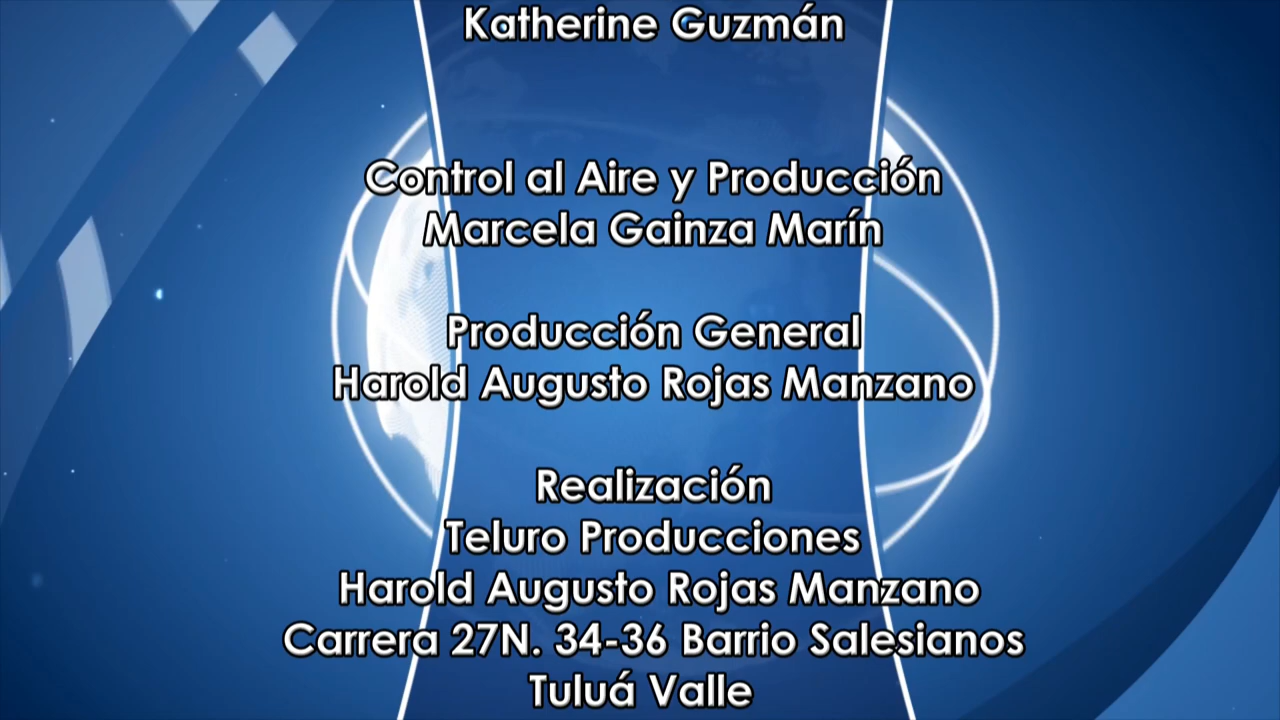 Katherine Guzmán
Control al Aire y Producción
Marcela Gainza Marín
Producción General
Harold Augusto Rojas Manzano
Realización
Teluro Producciones
Harold Augusto Rojas Manzano
Carrera 27N. 34-36 Barrio Salesianos
Tuluá Valle